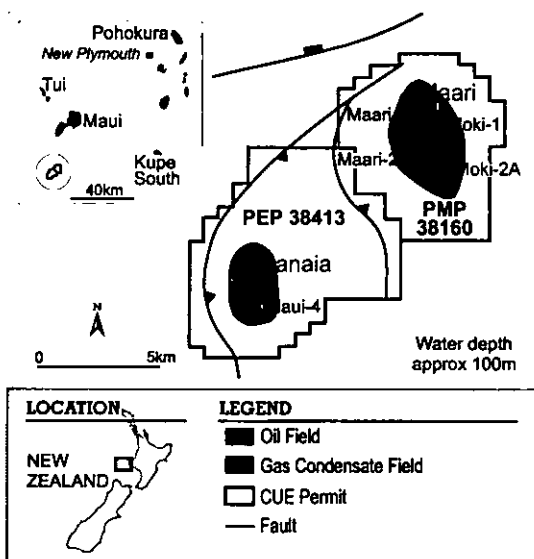 Pohokura
New Plymouth
Tui
Maui
Kupe
South
40km
Maari
Moki-1
Maari-2
Moki-2A
PMP
38160
PEP 38413
Manaia
Maui-4
N
0 5km
Water depth
approx 100m
LOCATION
NEW
ZEALAND
LEGEND
Oil Field
Gas Condensate Field
CUE Permit
Fault